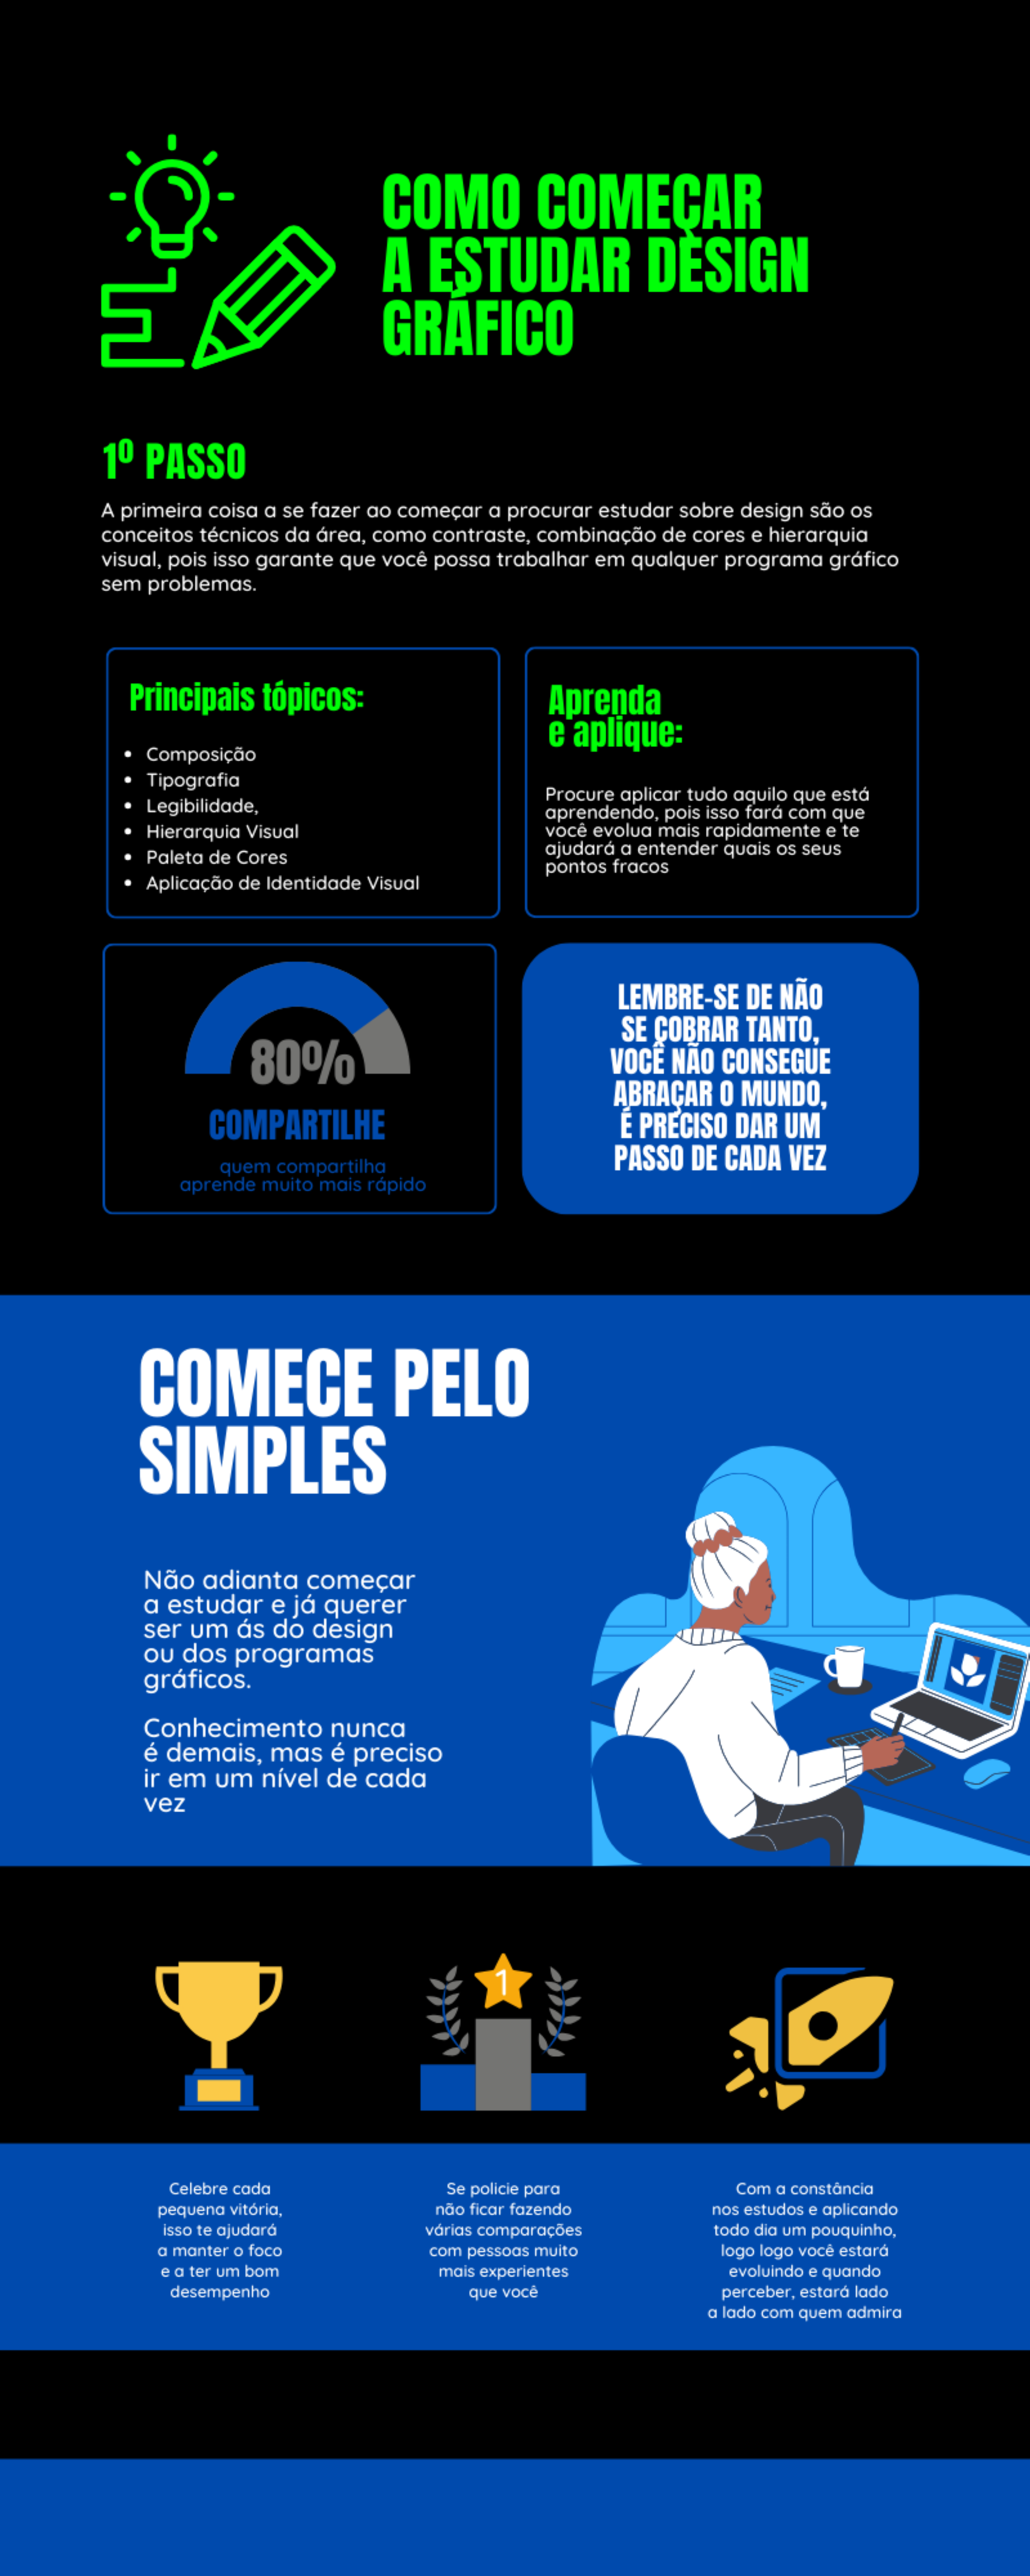 COMO COMEÇAR
A ESTUDAR DESIGN
GRÁFICO
1º PASSO
A primeira coisa a se fazer ao começar a procurar estudar sobre design são os
conceitos técnicos da área, como contraste, combinação de cores e hierarquia
visual, pois isso garante que você possa trabalhar em qualquer programa gráfico
sem problemas.
Principais tópicos:
• Composição
• Tipografia
• Legibilidade,
• Hierarquia Visual
• Paleta de Cores
• Aplicação de Identidade Visual
Aprenda
e aplique:
Procure aplicar tudo aquilo que está
aprendendo, pois isso fará com que
você evolua mais rapidamente e te
ajudará a entender quais os seus
pontos fracos
80%
COMPARTILHE
quem compartilha
aprende muito mais rápido
LEMBRE-SE DE NÃO
SE COBRAR TANTO,
VOCÊ NÃO CONSEGUE
ABRAÇAR O MUNDO,
É PRECISO DAR UM
PASSO DE CADA VEZ
COMECE PELO
SIMPLES
Não adianta começar
a estudar e já querer
ser um ás do design
ou dos programas
gráficos.
Conhecimento nunca
é demais, mas é preciso
ir em um nível de cada
vez
1
Celebre cada
pequena vitória,
isso te ajudará
a manter o foco
e a ter um bom
desempenho
Se policie para
não ficar fazendo
várias comparações
com pessoas muito
mais experientes
que você
Com a constância
nos estudos e aplicando
todo dia um pouquinho,
logo logo você estará
evoluindo e quando
perceber, estará lado
a lado com quem admira